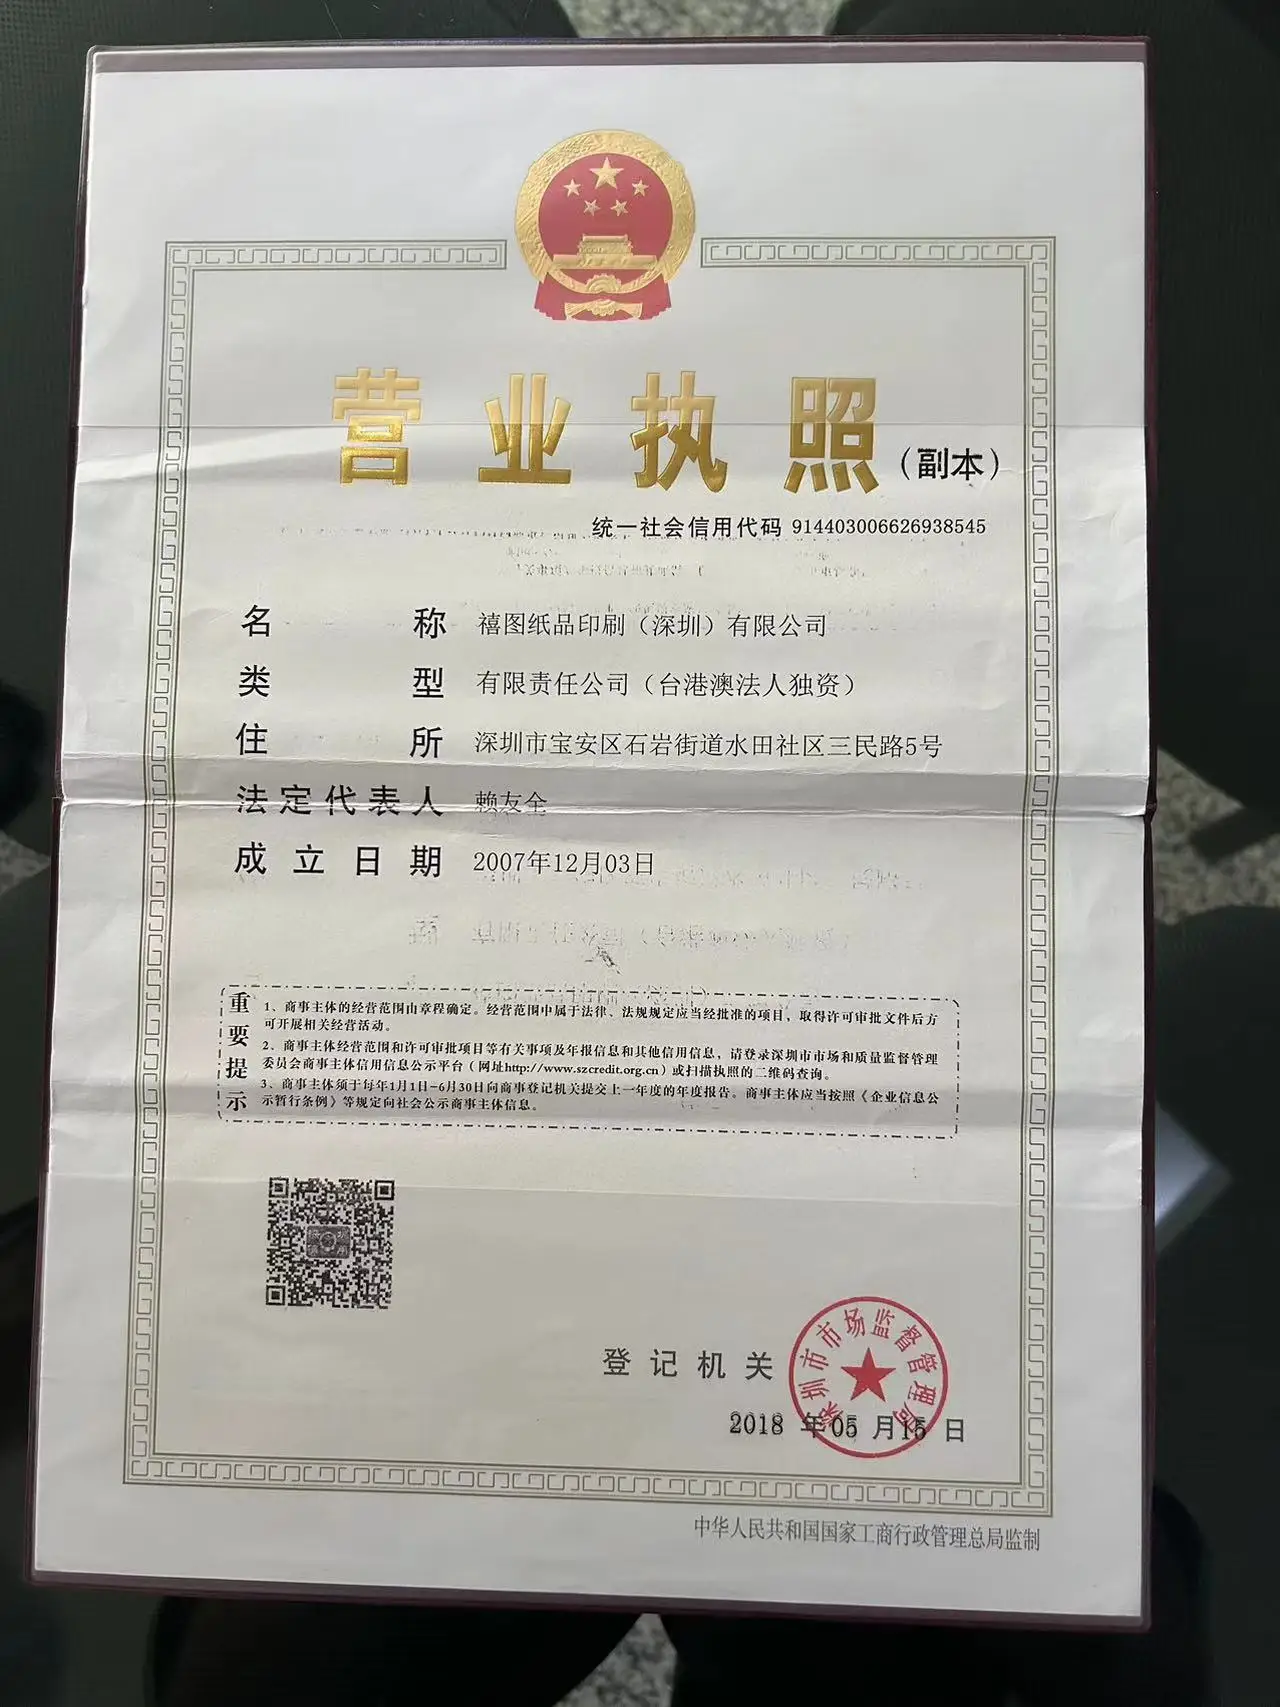 营业执照（副本）
统一社会信用代码 914403006626938545
名称 禧图纸品印刷（深圳）有限公司
类型 有限责任公司（台港澳法人独资）
住所 深圳市宝安区石岩街道水田社区三民路5号
法定代表人 赖友全
成立日期 2007年12月03日
重要提示
1、商事主体的经营范围由章程确定。经营范围中属于法律、法规规定应当经批准的项目，取得许可审批文件后方
可开展相关经营活动。
2、商事主体经营范围和许可审批项目等有关事项及年报信息和其他信用信息，请登录深圳市市场和质量监督管理
委员会商事主体信用信息公示平台（网址http://www.szcredit.org.cn）或扫描执照的二维码查询。
3、商事主体须于每年1月1日-6月30日向商事登记机关提交上一年度的年度报告。商事主体应当按照《企业信息公
示暂行条例》等规定向社会公示商事主体信息。
登记机关
深圳市市场监督管理局
2018年05月15日
中华人民共和国国家工商行政管理总局监制